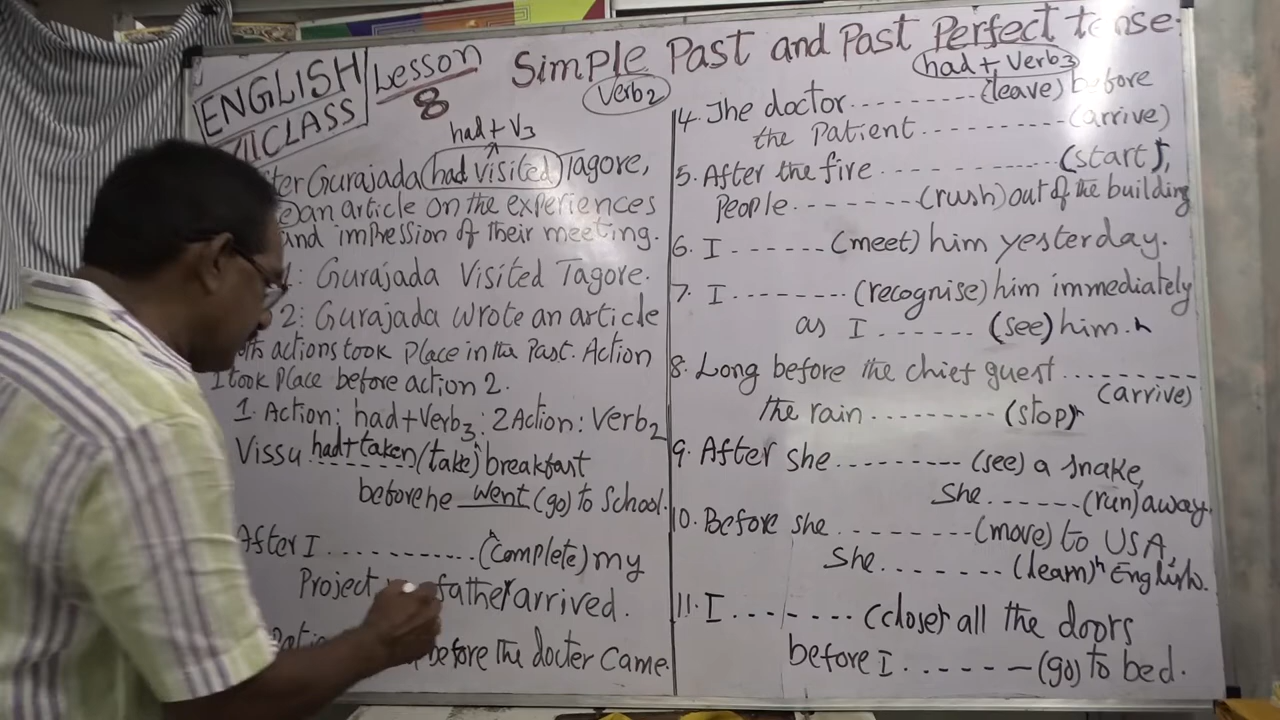 ENGLISH
CLASS
Lesson
8
Simple Past and Past Perfect tense
Verb2
had + Verb3
had + V3
Gurajada had visited Tagore,
an article on the experiences
and impression of their meeting.
: Gurajada Visited Tagore.
2: Gurajada wrote an article
actions took Place in the Past. Action
1 took Place before action 2.
1. Action: had + Verb3: 2 Action: Verb2
Vissu had + taken (take) breakfast
before he went (go) to School.
After I ........... (complete) my
Project father arrived.
before the docter came.
4. The doctor .......... (leave) before
the Patient ........... (arrive)
5. After the fire ............. (start),
People .......... (rush) out of the building
6. I ...... (meet) him yesterday.
7. I ........ (recognise) him immediately
as I ....... (see) him.
8. Long before the chief guest ..........
(arrive)
the rain .......... (stop)
9. After she ......... (see) a snake,
She ...... (run) away.
10. Before she ......... (move) to USA,
She ........ (learn) English.
11. I ....... (close) all the doors
before I ....... (go) to bed.